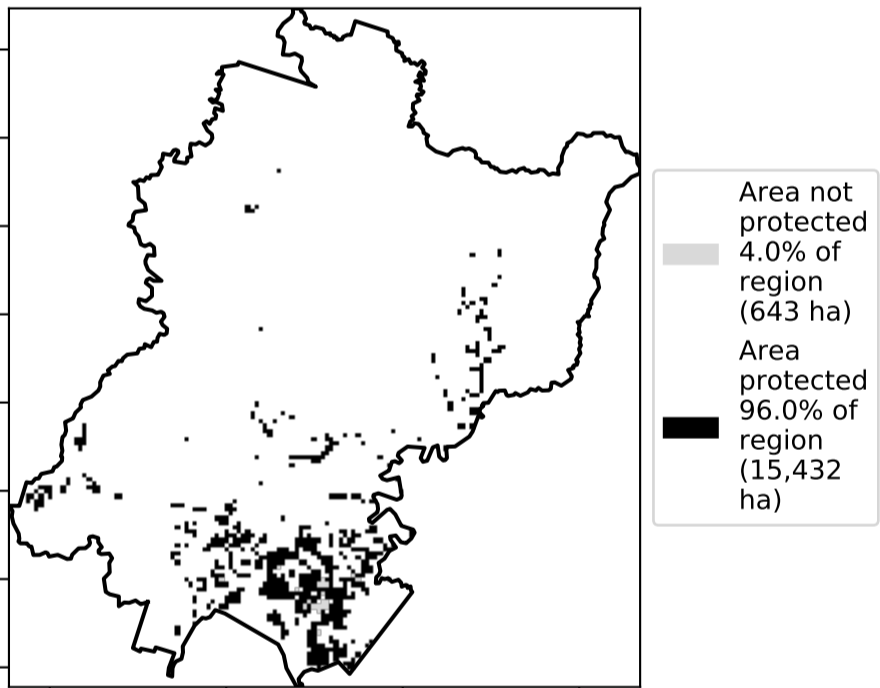 Area not
protected
4.0% of
region
(643 ha)
Area
protected
96.0% of
region
(15,432
ha)